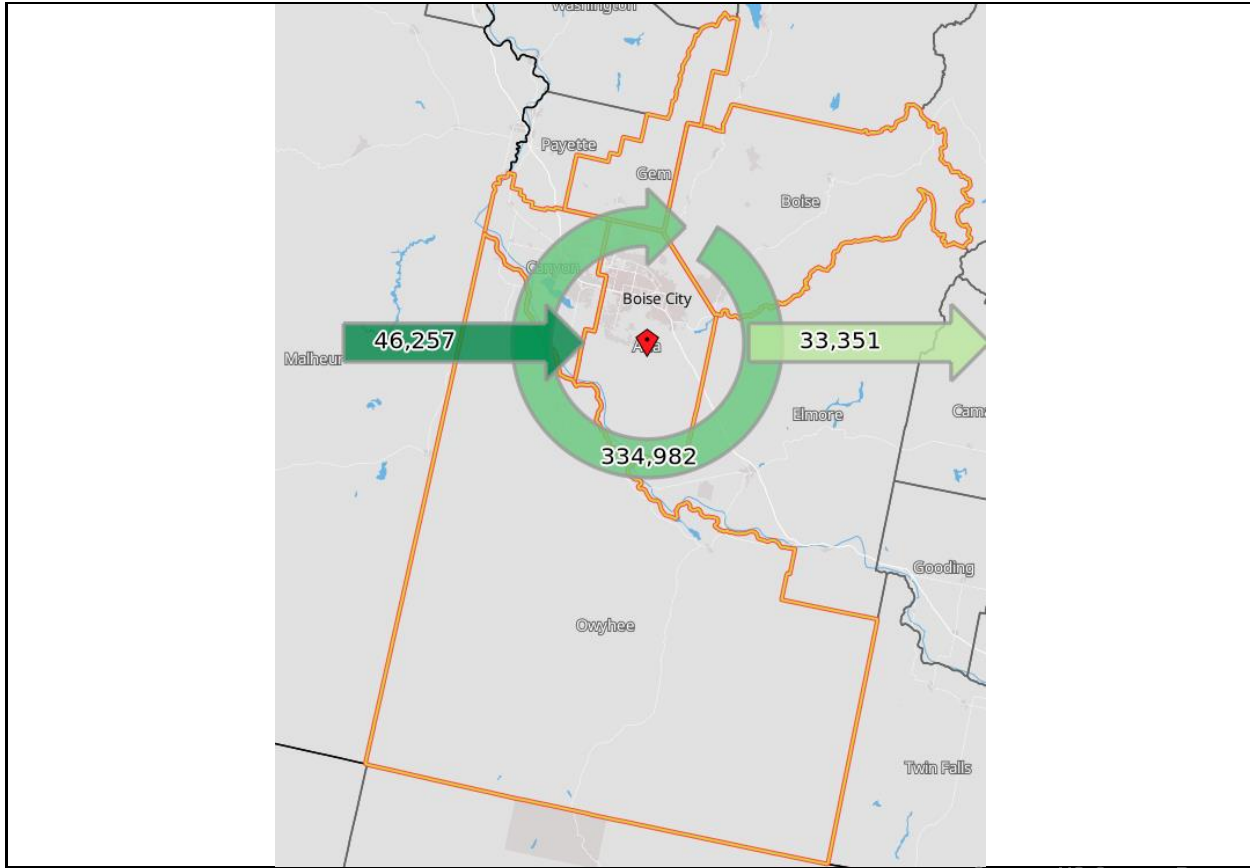 Washington
Payette
Gem
Boise
Canyon
Boise City
46,257
33,351
Malheur
Ada
Elmore
334,982
Gooding
Owyhee
Twin Falls